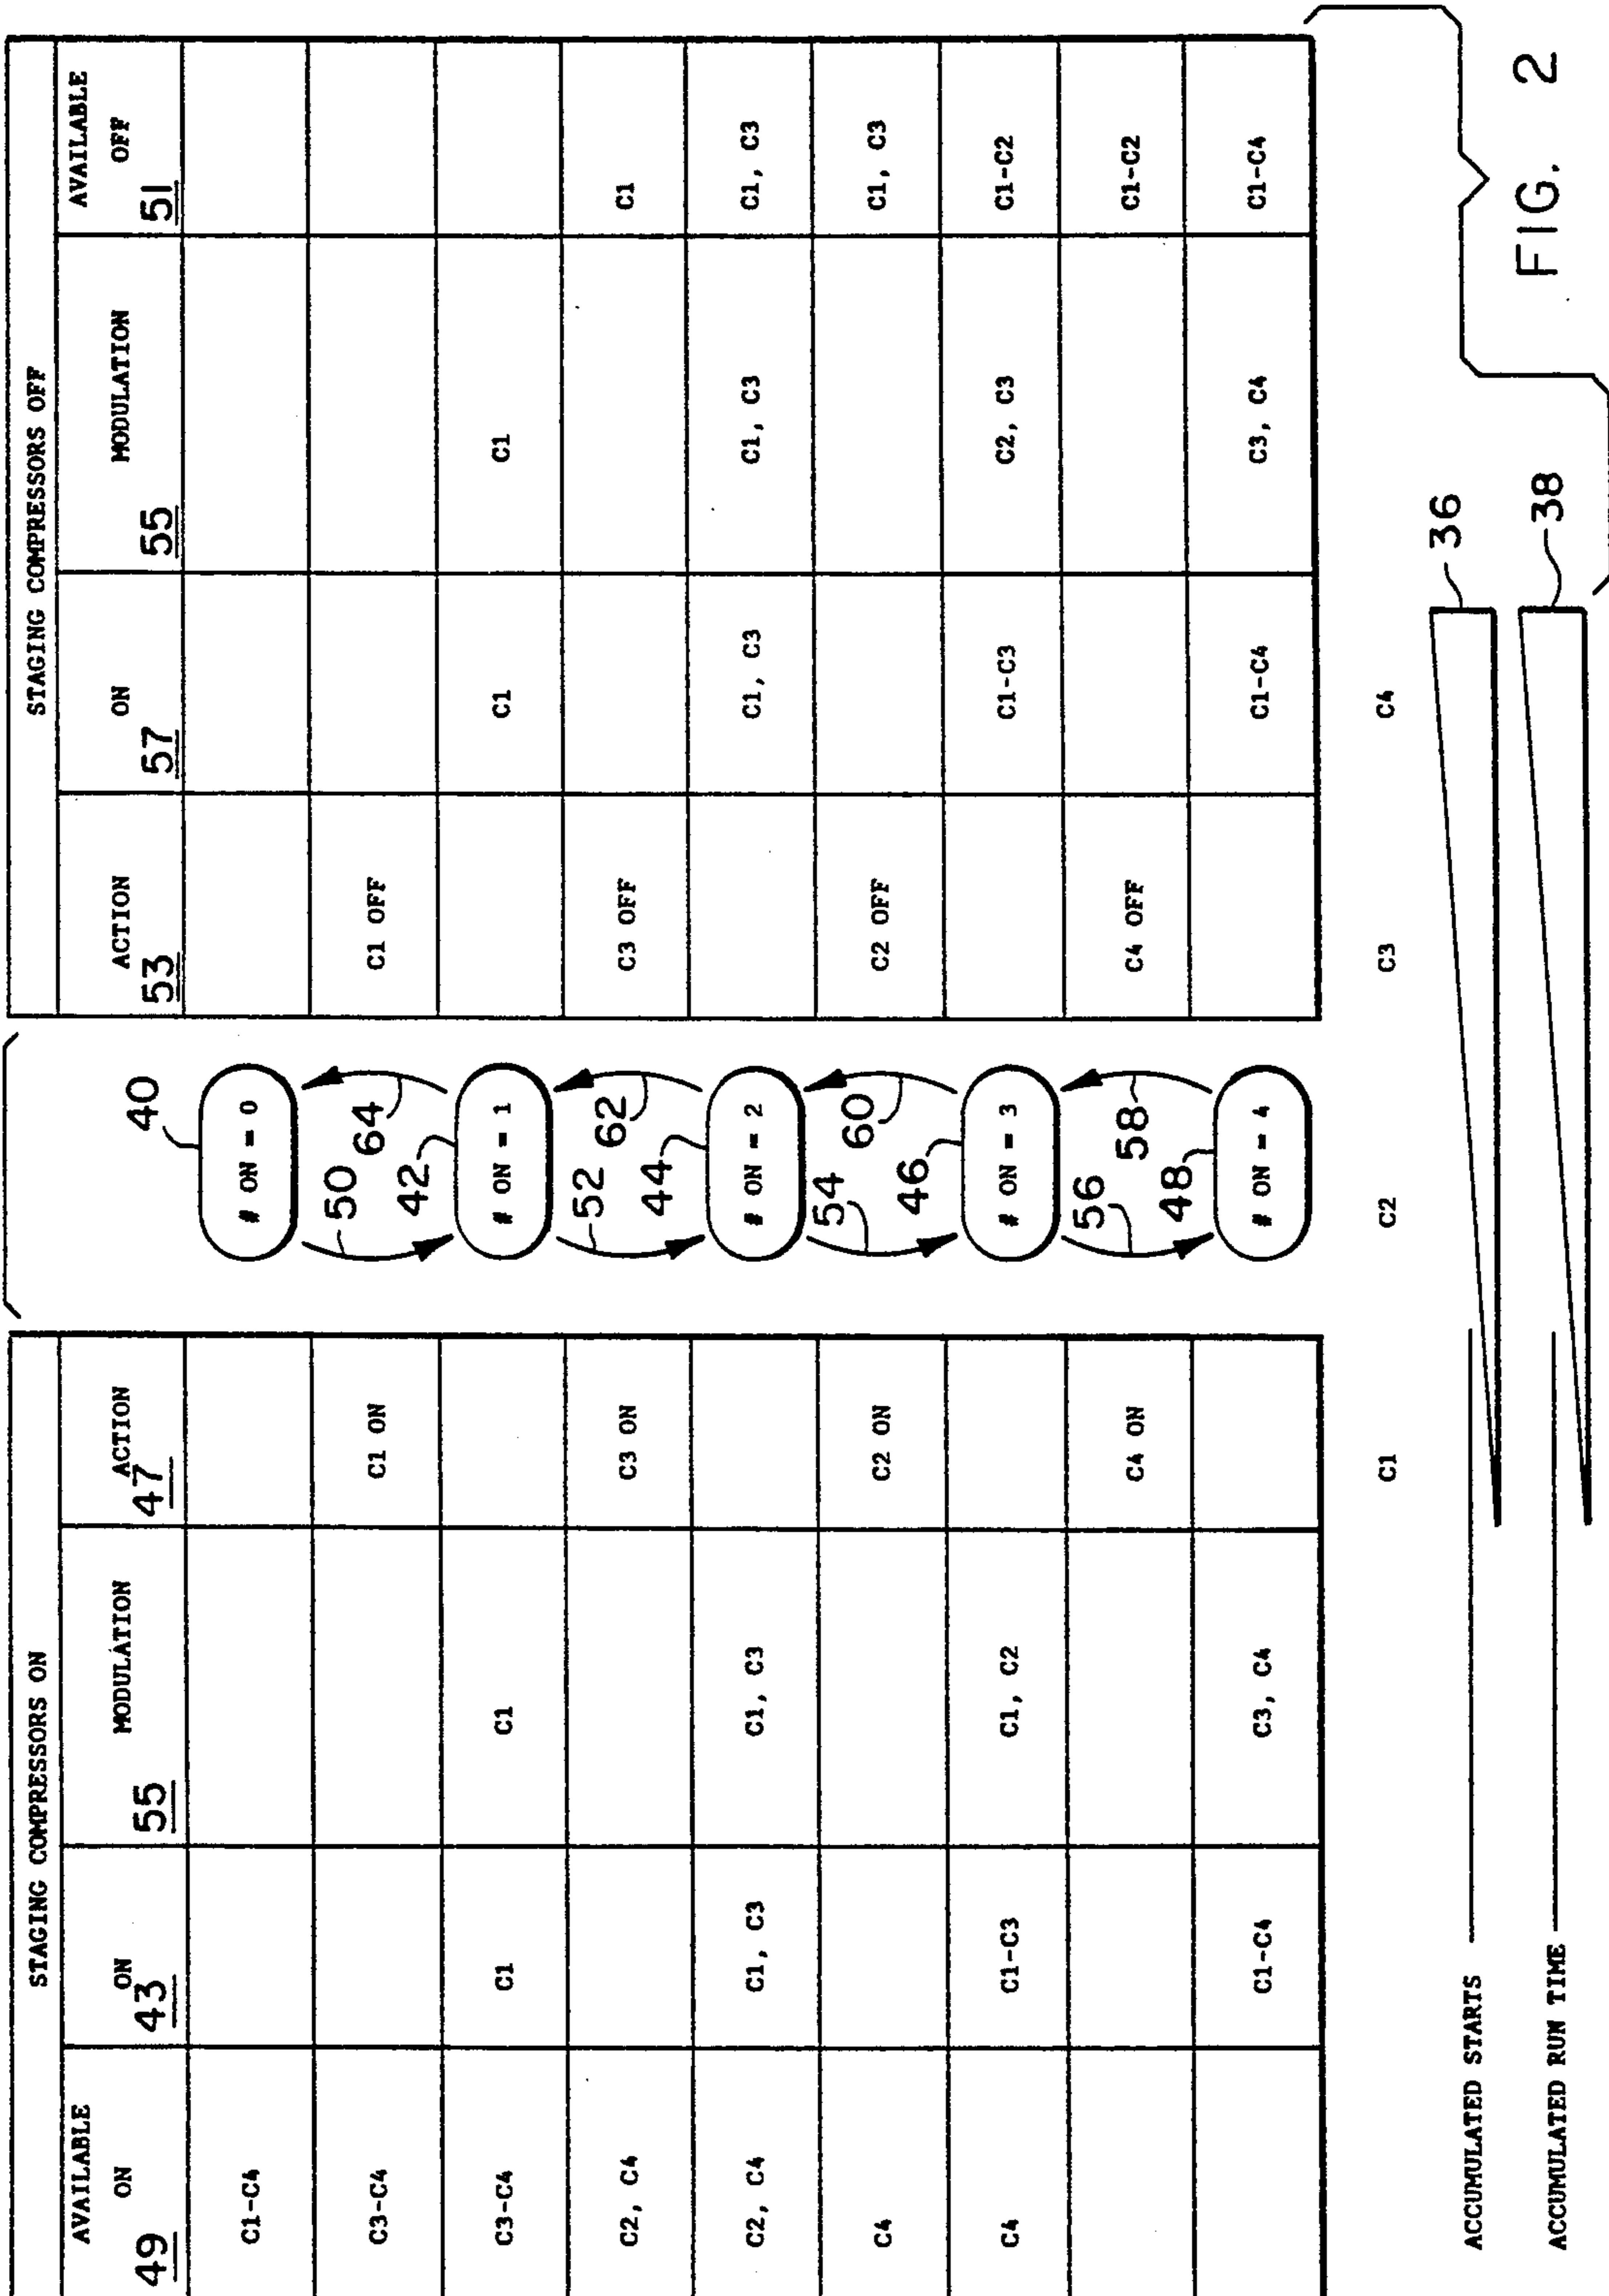 STAGING COMPRESSORS ON
AVAILABLE ON 49
ON 43
MODULATION 55
ACTION 47
C1-C4
C3-C4
C1 ON
C3-C4
C1
C1
C2, C4
C3 ON
C2, C4
C1, C3
C1, C3
C4
C2 ON
C4
C1-C3
C1, C2
C4 ON
C1-C4
C3, C4
40
# ON = 0
50
64
42
# ON = 1
52
62
44
# ON = 2
54
60
46
# ON = 3
56
58
48
# ON = 4
STAGING COMPRESSORS OFF
ACTION 53
ON 57
MODULATION 55
AVAILABLE OFF 51
C1 OFF
C1
C1
C3 OFF
C1
C1, C3
C1, C3
C1, C3
C2 OFF
C1, C3
C1-C3
C2, C3
C1-C2
C4 OFF
C1-C2
C1-C4
C3, C4
C1-C4
C1
C2
C3
C4
ACCUMULATED STARTS
36
ACCUMULATED RUN TIME
38
FIG. 2